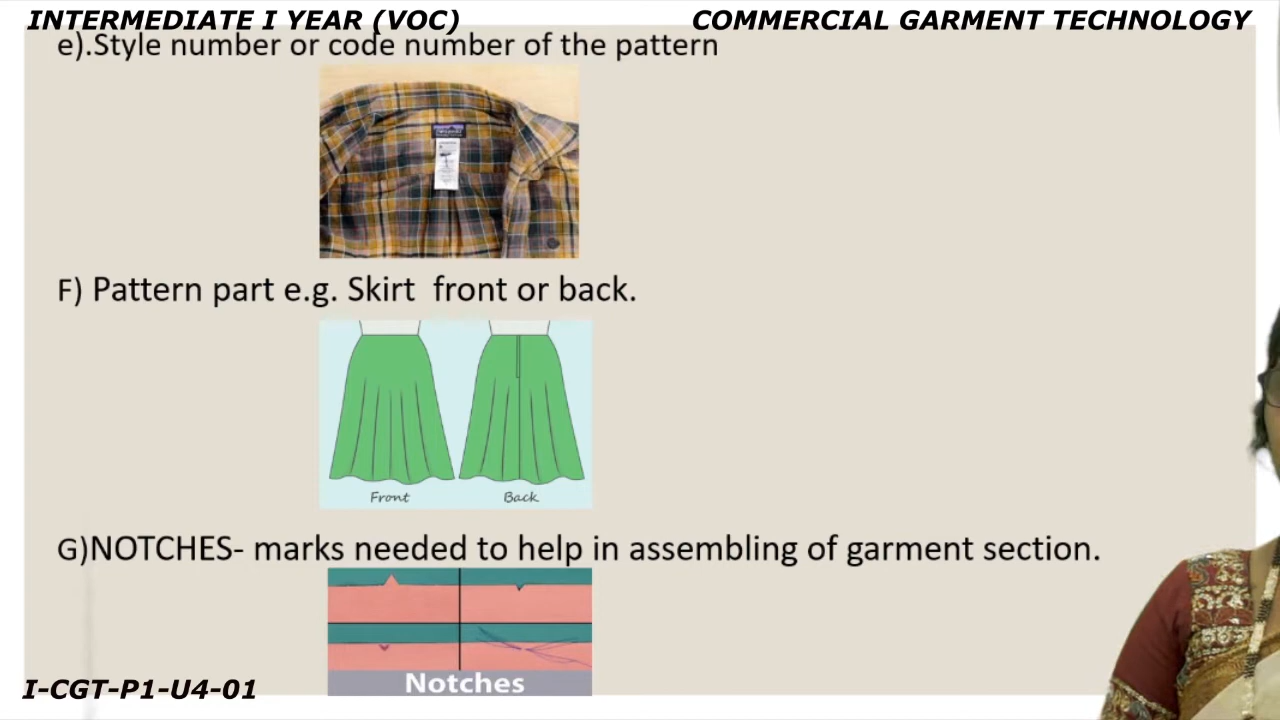 INTERMEDIATE I YEAR (VOC) COMMERCIAL GARMENT TECHNOLOGY
e).Style number or code number of the pattern
F) Pattern part e.g. Skirt front or back.
Front Back
G)NOTCHES- marks needed to help in assembling of garment section.
Notches
I-CGT-P1-U4-01